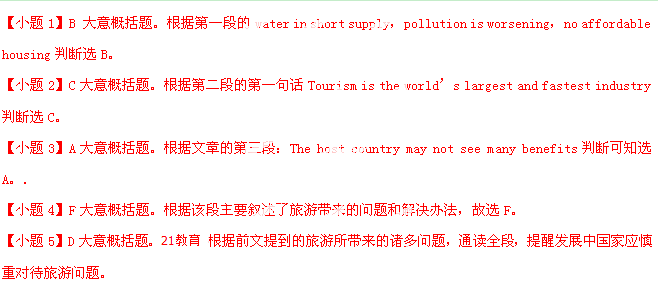 【小题1】B 大意概括题。根据第一段的 water in short supply, pollution is worsening, no affordable
housing 判断选 B。
【小题2】C 大意概括题。根据第二段的第一句话 Tourism is the world's largest and fastest industry
判断选 C。
【小题3】A 大意概括题。根据文章的第三段：The host country may not see many benefits 判断可知选
A。.
【小题4】F 大意概括题。根据该段主要叙述了旅游带来的问题和解决办法，故选 F。
【小题5】D 大意概括题。21教育 根据前文提到的旅游所带来的诸多问题，通读全段，提醒发展中国家应慎
重对待旅游问题。